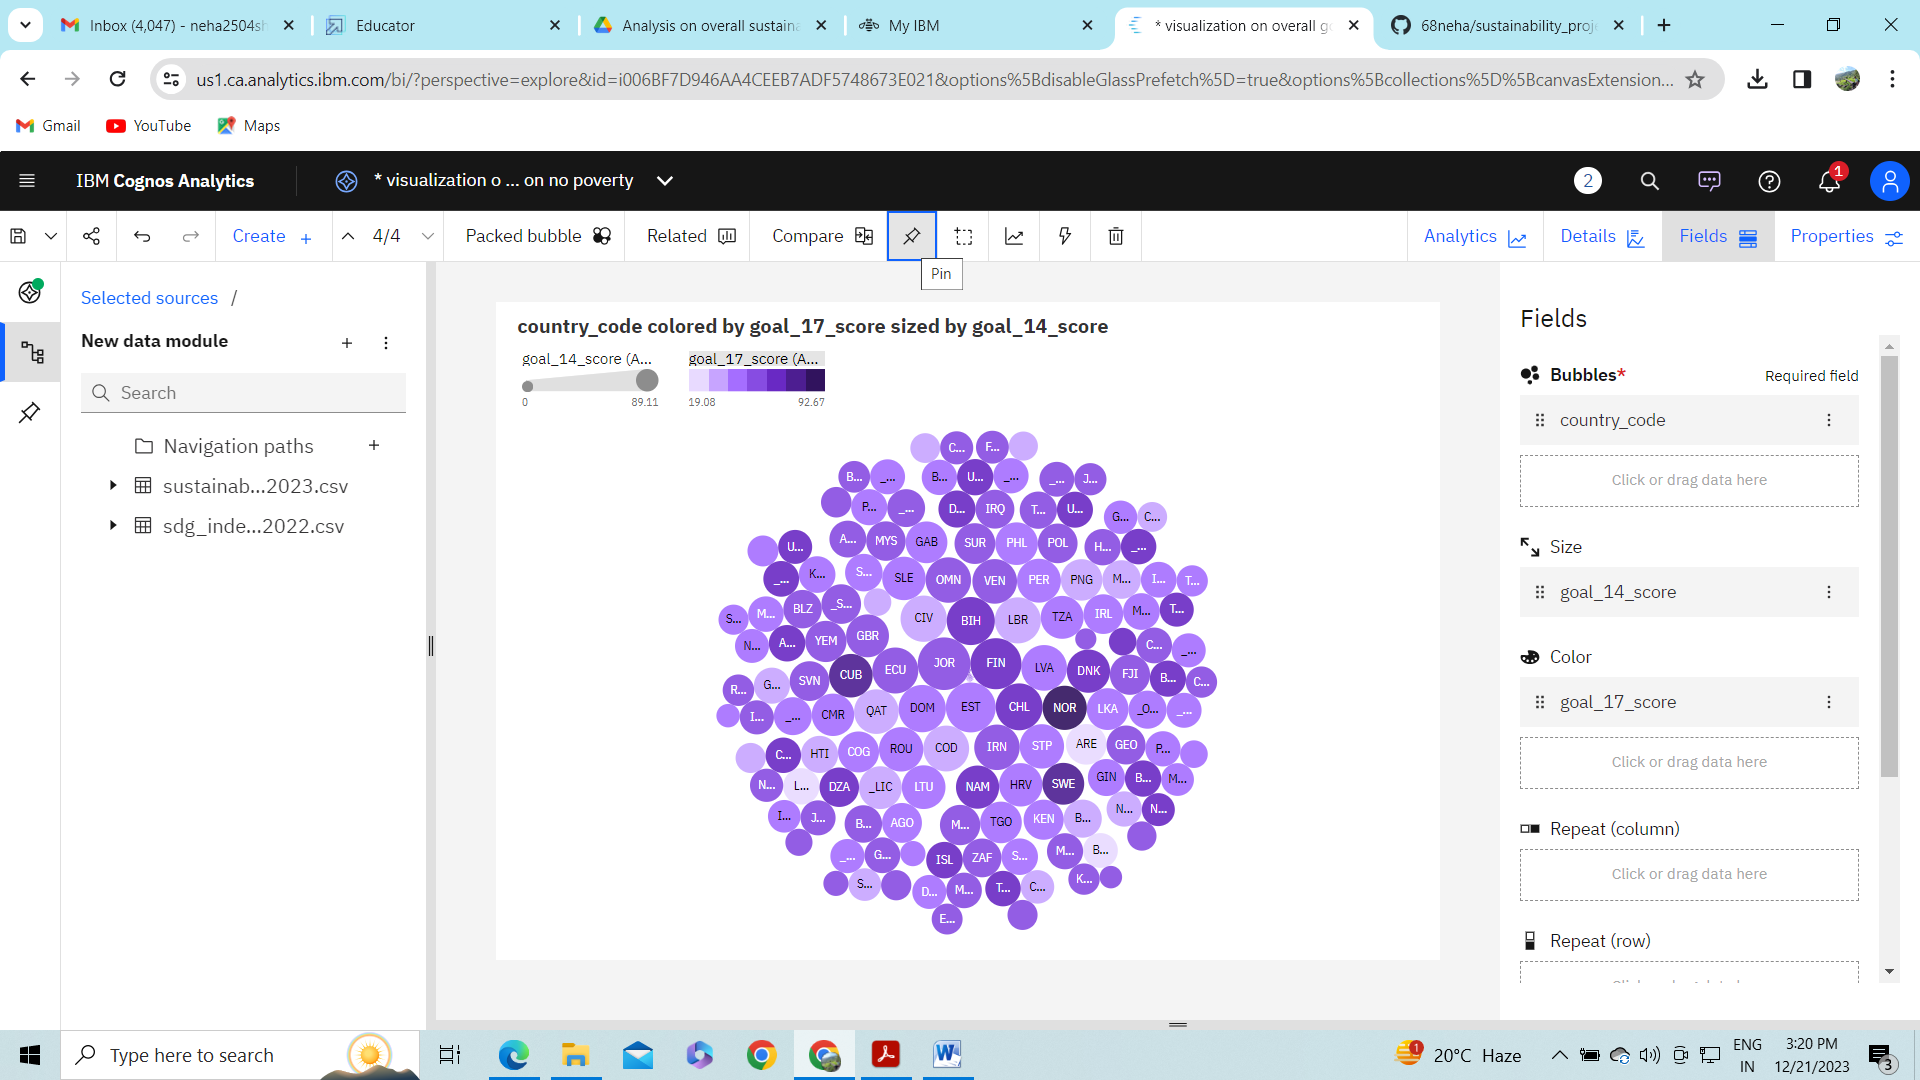 Inbox (4,047) - neha2504sh
Educator
Analysis on overall sustaina
My IBM
* visualization on overall go
68neha/sustainability_proje
us1.ca.analytics.ibm.com/bi/?perspective=explore&id=i006BF7D946AA4CEEB7ADF5748673E021&options%5BdisableGlassPrefetch%5D=true&options%5Bcollections%5D%5BcanvasExtension...
Gmail
YouTube
Maps
IBM Cognos Analytics
* visualization o ... on no poverty
2
1
Create +
4/4
Packed bubble
Related
Compare
Analytics
Details
Fields
Properties
Pin
Selected sources /
New data module
Search
Navigation paths
sustainab...2023.csv
sdg_inde...2022.csv
country_code colored by goal_17_score sized by goal_14_score
goal_14_score (A...
goal_17_score (A...
0
89.11
19.08
92.67
C... F...
B... _... B... U... _... _... J...
P... _... D... IRQ T... U...
G... C...
U... A... MYS GAB SUR PHL POL H... _...
_... K... S... SLE OMN VEN PER PNG M... I... T...
S... M... BLZ _S... CIV BIH LBR TZA IRL M... T...
N... A... YEM GBR C... _...
CUB ECU JOR FIN LVA DNK FJI B... C...
R... G... SVN
I... _... CMR QAT DOM EST CHL NOR LKA _O... _...
C... HTI COG ROU COD IRN STP ARE GEO P...
N... L... DZA _LIC LTU NAM HRV SWE GIN B... M...
I... J... B... AGO M... TGO KEN B... N... N...
_... G... ISL ZAF S... M... B...
S... D... M... T... C... K...
E...
Fields
Bubbles*
Required field
country_code
Click or drag data here
Size
goal_14_score
Color
goal_17_score
Click or drag data here
Repeat (column)
Click or drag data here
Repeat (row)
Type here to search
1
20°C Haze
ENG
IN
3:20 PM
12/21/2023
3